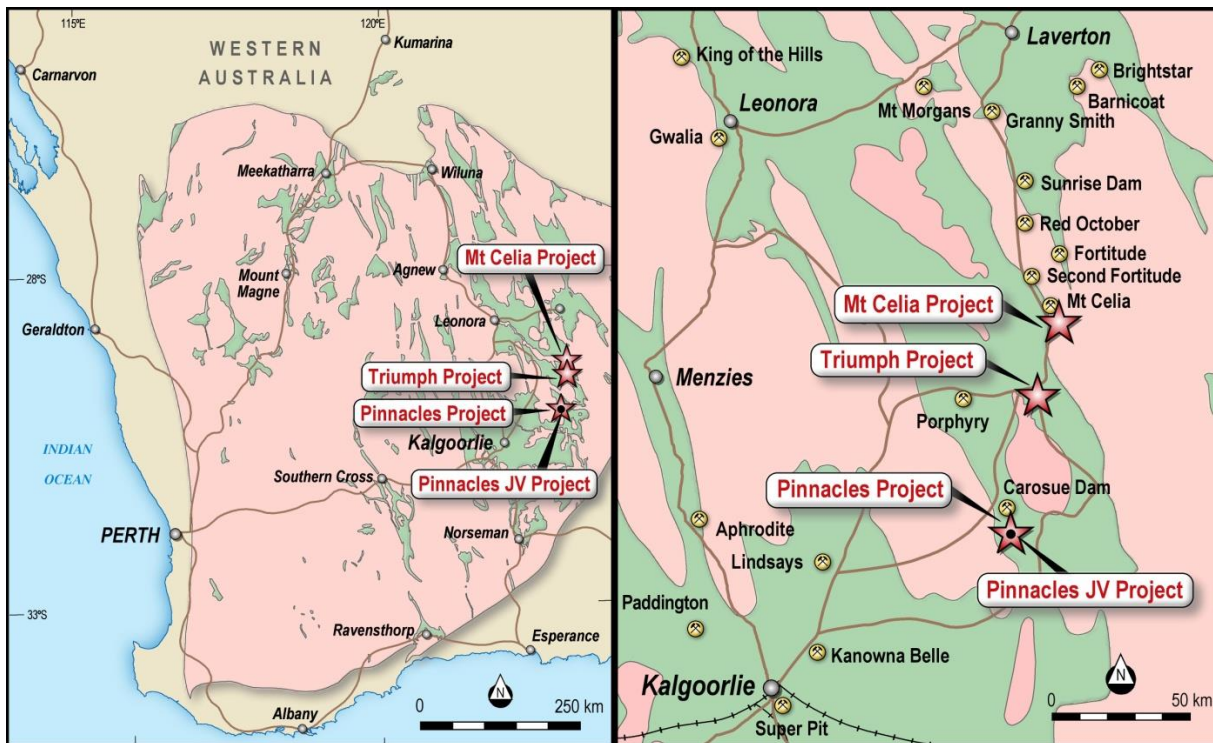 115°E
120°E
WESTERN
AUSTRALIA
Kumarina
Carnarvon
Meekatharra
Wiluna
Mt Celia Project
28°S
Mount
Magne
Agnew
Geraldton
Leonora
Triumph Project
Pinnacles Project
Kalgoorlie
INDIAN
OCEAN
Southern Cross
Pinnacles JV Project
PERTH
Norseman
33°S
Ravensthorp
Esperance
Albany
N
0
250 km
King of the Hills
Laverton
Brightstar
Barnicoat
Leonora
Mt Morgans
Granny Smith
Gwalia
Sunrise Dam
Red October
Fortitude
Second Fortitude
Mt Celia
Mt Celia Project
Triumph Project
Menzies
Porphyry
Pinnacles Project
Carosue Dam
Aphrodite
Lindsays
Pinnacles JV Project
Paddington
Kanowna Belle
Kalgoorlie
Super Pit
N
0
50 km